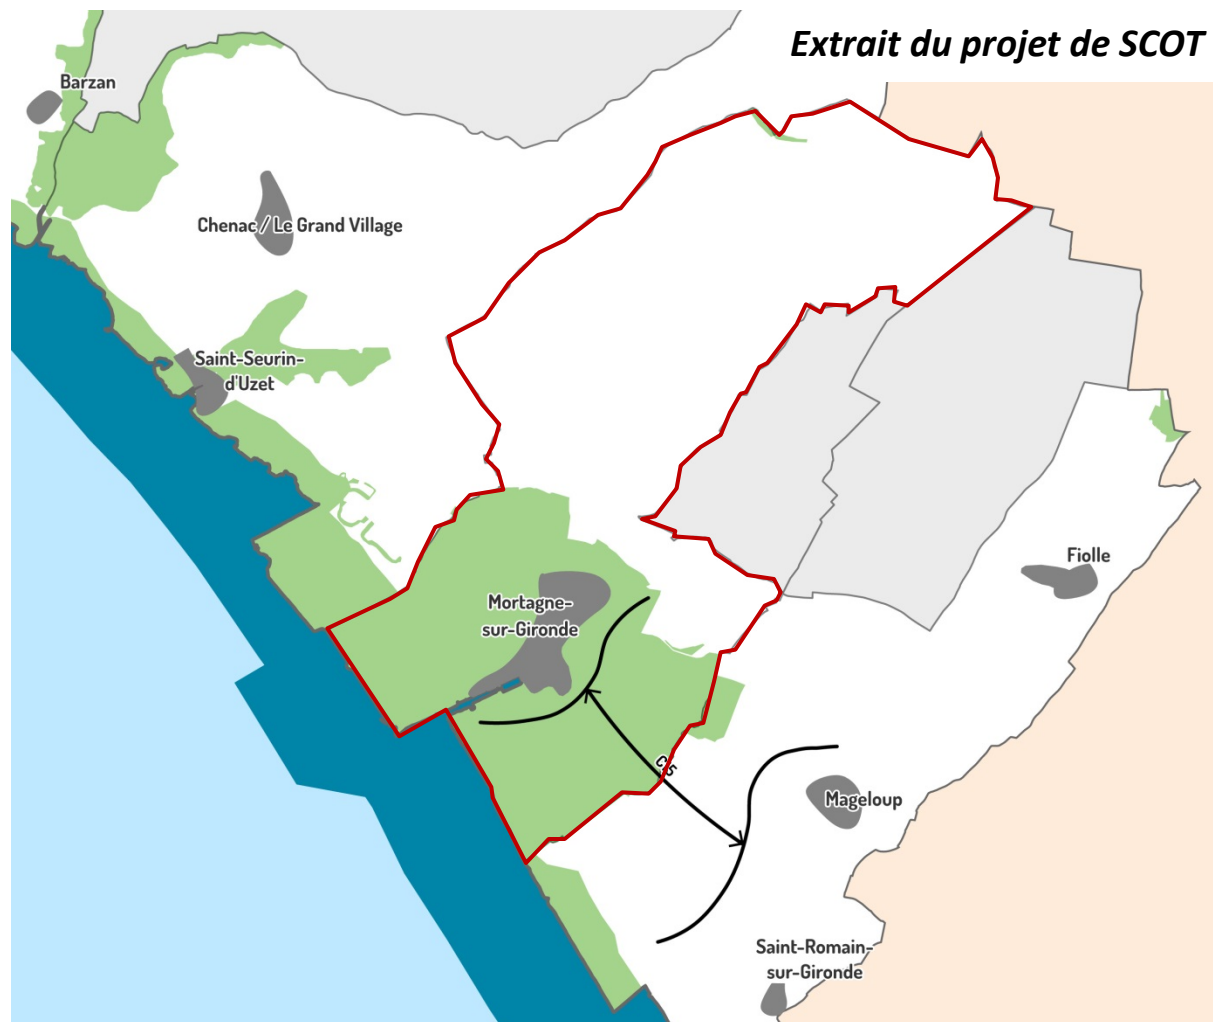 Extrait du projet de SCOT
Barzan
Chenac / Le Grand Village
Saint-Seurin-
d'Uzet
Fiolle
Mortagne-
sur-Gironde
C-5
Mageloup
Saint-Romain-
sur-Gironde